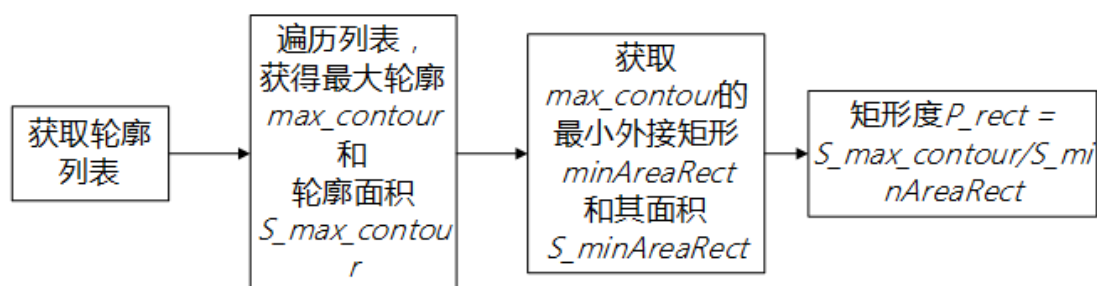 获取轮廓
列表
遍历列表，
获得最大轮廓
max_contour
和
轮廓面积
S_max_contou
r
获取
max_contour的
最小外接矩形
minAreaRect
和其面积
S_minAreaRect
矩形度P_rect =
S_max_contour/S_mi
nAreaRect